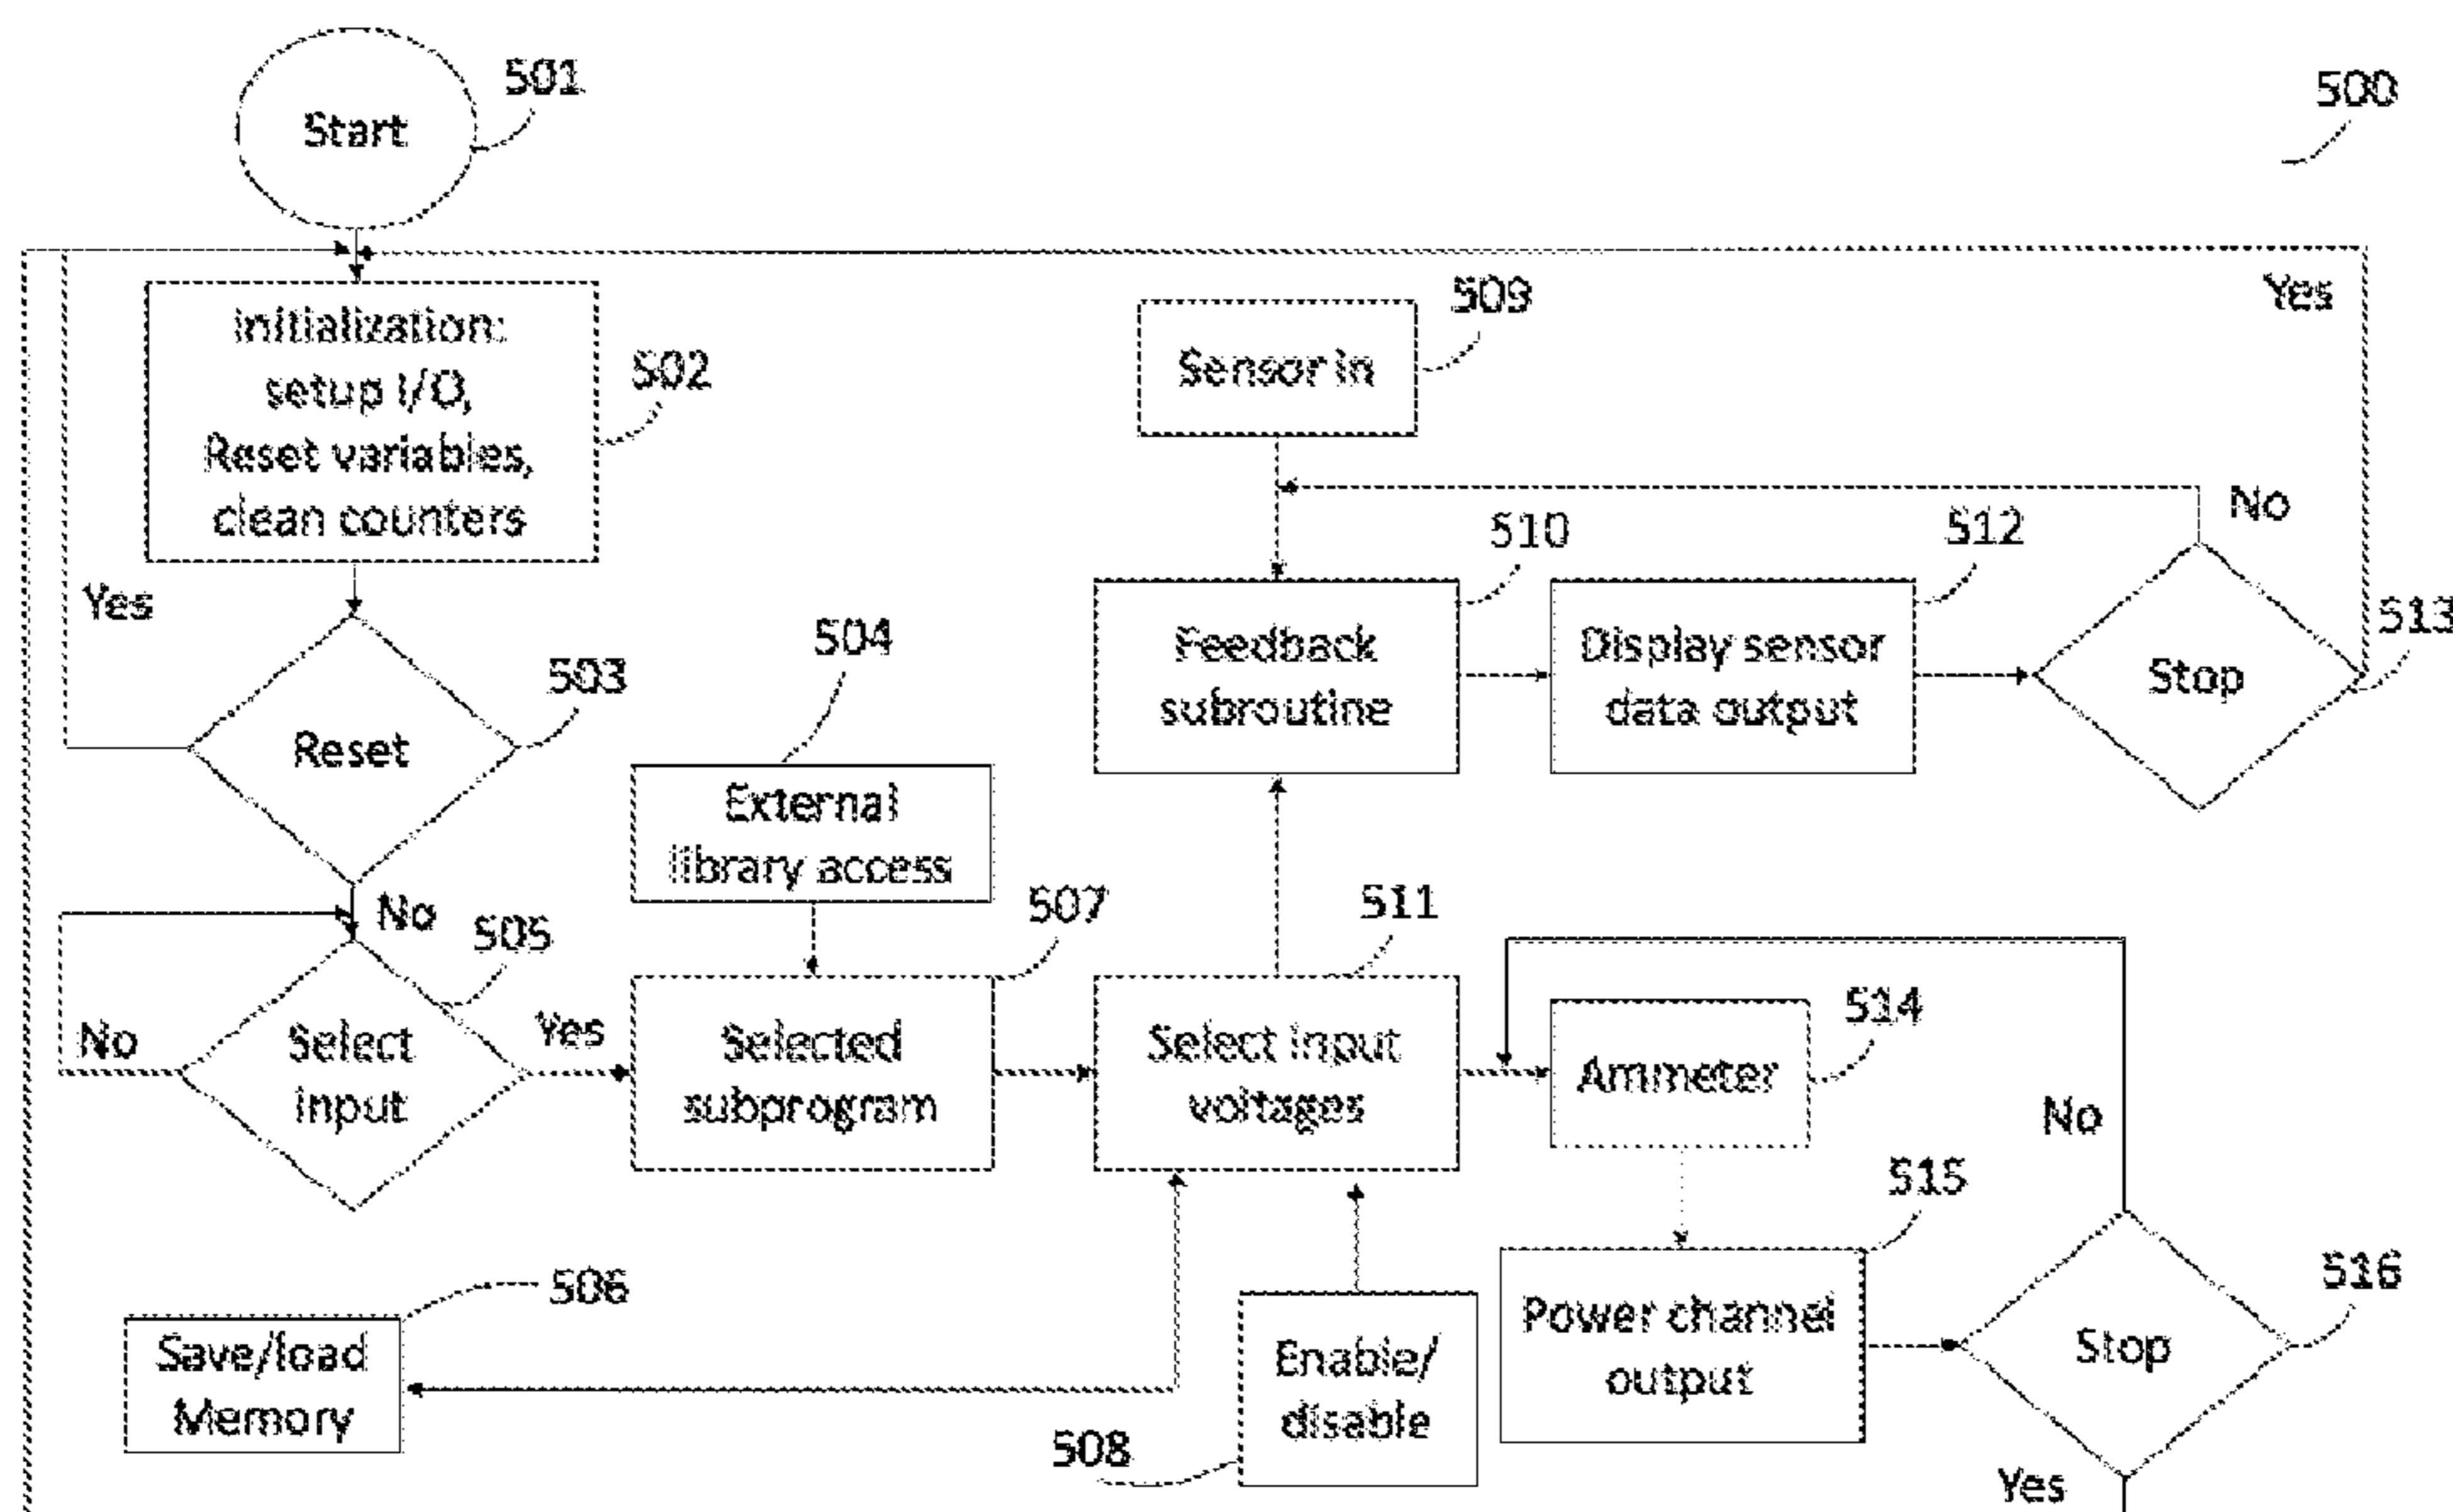 501
Start
500
Yes
509
Sensor in
Initialization:
setup I/O,
Reset variables,
clean counters
502
No
510
512
Yes
Feedback
subroutine
Display sensor
data output
Stop
513
504
503
Reset
External
library access
No
505
507
511
514
No
Select
input
Yes
Selected
subprogram
Select input
voltages
Ammeter
No
515
506
Save/load
Memory
Enable/
disable
508
Power channel
output
Stop
516
Yes